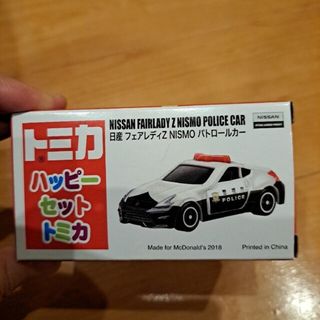 NISSAN FAIRLADY Z NISMO POLICE CAR
日産 フェアレディZ NISMO パトロールカー
NISSAN
トミカ
ハッピー
セット
トミカ
POLICE
Made for McDonald's 2018
Printed in China